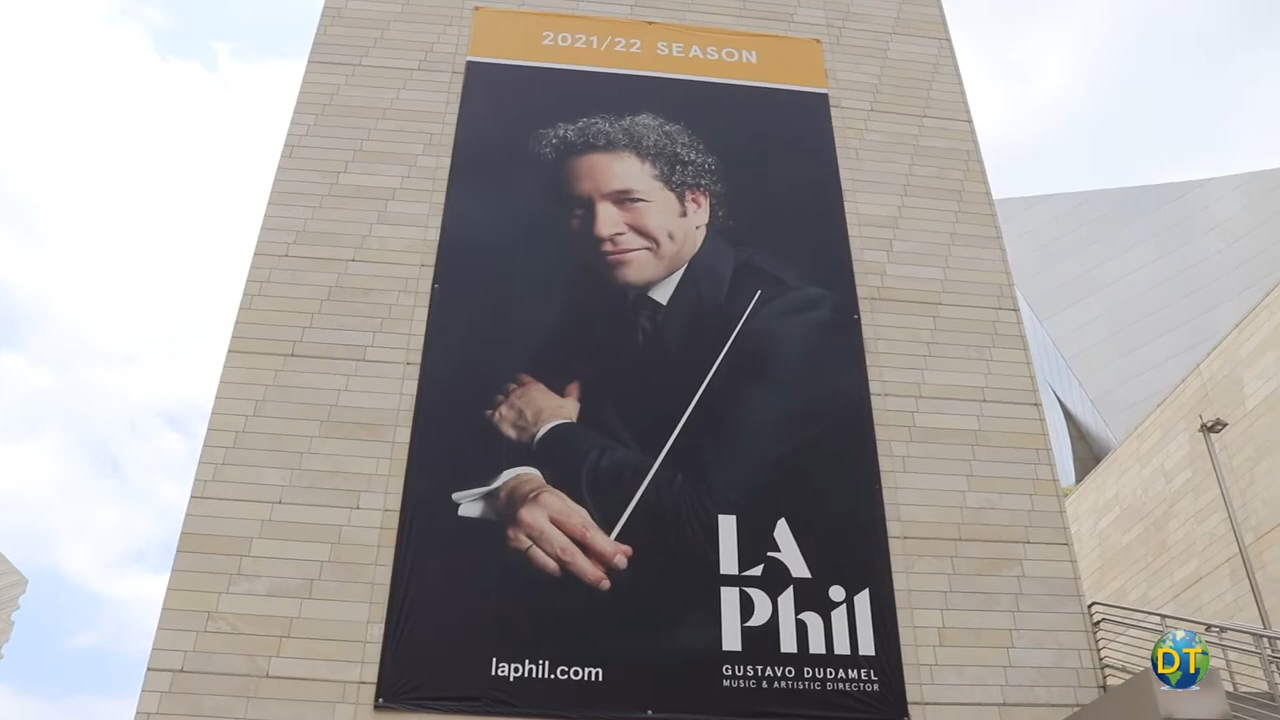 2021/22 SEASON
LA
Phil
laphil.com
GUSTAVO DUDAMEL
MUSIC & ARTISTIC DIRECTOR
DT